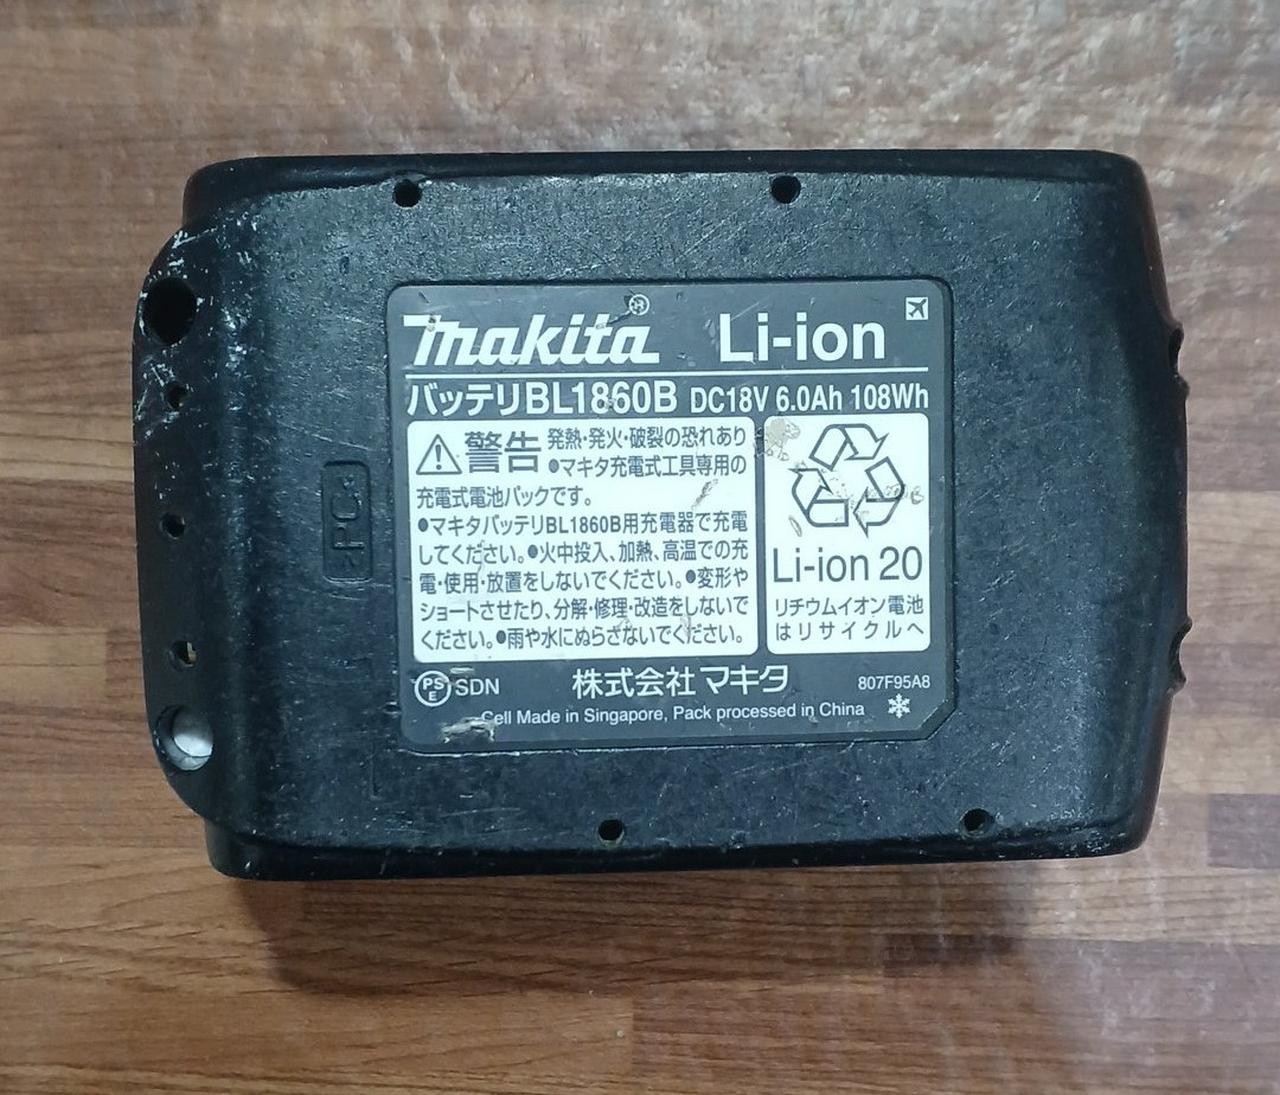 makita® Li-ion
バッテリBL1860B DC18V 6.0Ah 108Wh
警告 発熱・発火・破裂の恐れあり
●マキタ充電式工具専用の
充電式電池パックです。
●マキタバッテリBL1860B用充電器で充電
してください。●火中投入、加熱、高温での充
電・使用・放置をしないでください。●変形や
ショートさせたり、分解・修理・改造をしないで
ください。●雨や水にぬらさないでください。
Li-ion 20
リチウムイオン電池
はリサイクルへ
PSE SDN 株式会社マキタ 807F95A8
Cell Made in Singapore, Pack processed in China
>PC<